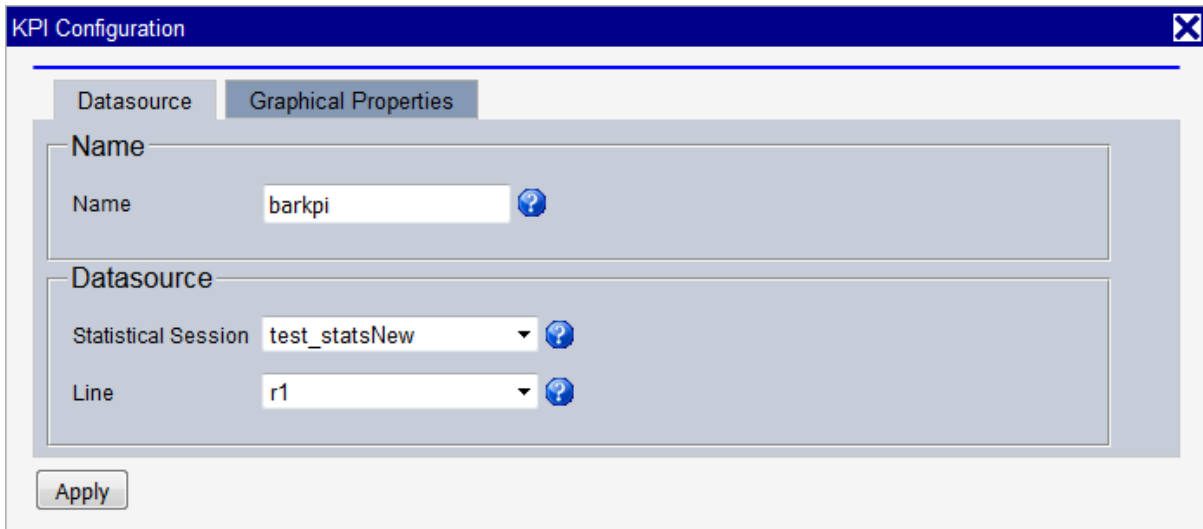 KPI Configuration
Datasource Graphical Properties
Name
Name barkpi ?
Datasource
Statistical Session test_statsNew ?
Line r1 ?
Apply